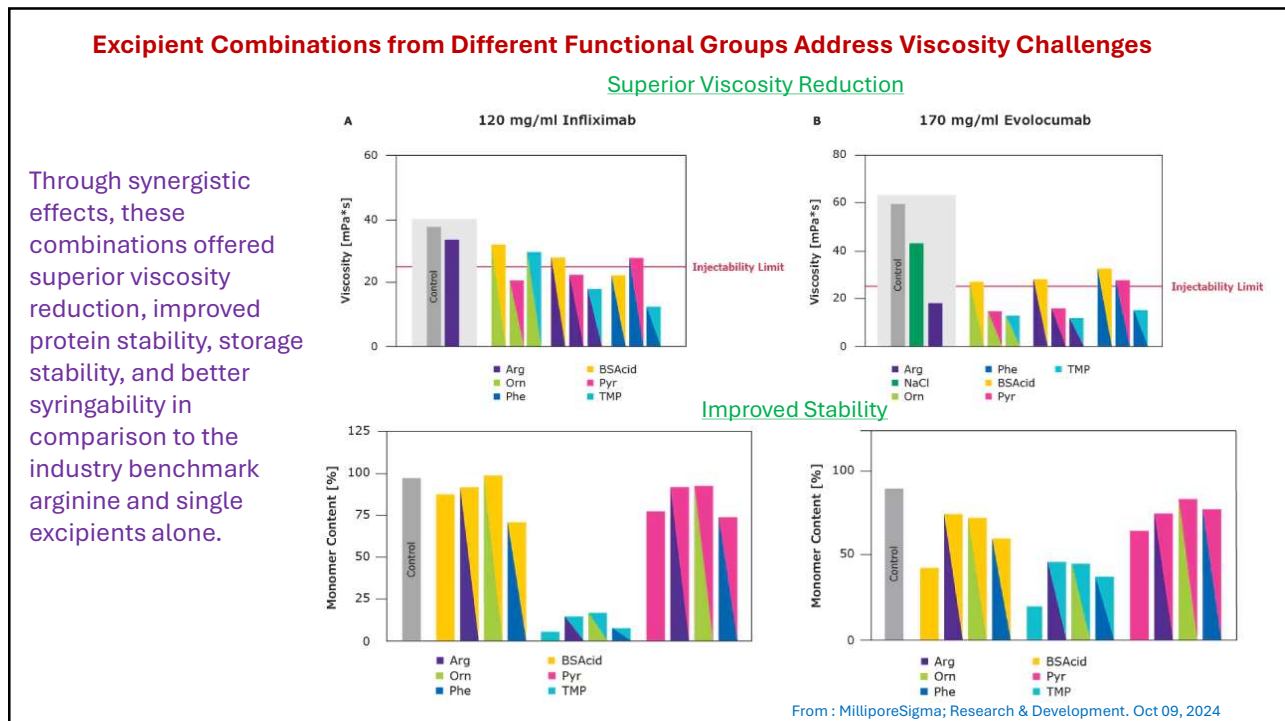 Excipient Combinations from Different Functional Groups Address Viscosity Challenges
Superior Viscosity Reduction
Through synergistic
effects, these
combinations offered
superior viscosity
reduction, improved
protein stability, storage
stability, and better
syringability in
comparison to the
industry benchmark
arginine and single
excipients alone.
A 120 mg/ml Infliximab
Viscosity [mPa*s]
60
40
20
0
Control
Injectability Limit
Arg BSAcid
Orn Pyr
Phe TMP
B 170 mg/ml Evolocumab
Viscosity [mPa*s]
80
60
40
20
0
Control
Injectability Limit
Arg Phe TMP
NaCl BSAcid
Orn Pyr
Improved Stability
Monomer Content [%]
125
100
75
50
25
0
Control
Arg BSAcid
Orn Pyr
Phe TMP
Monomer Content [%]
100
50
0
Control
Arg BSAcid
Orn Pyr
Phe TMP
From : MilliporeSigma; Research & Development. Oct 09, 2024